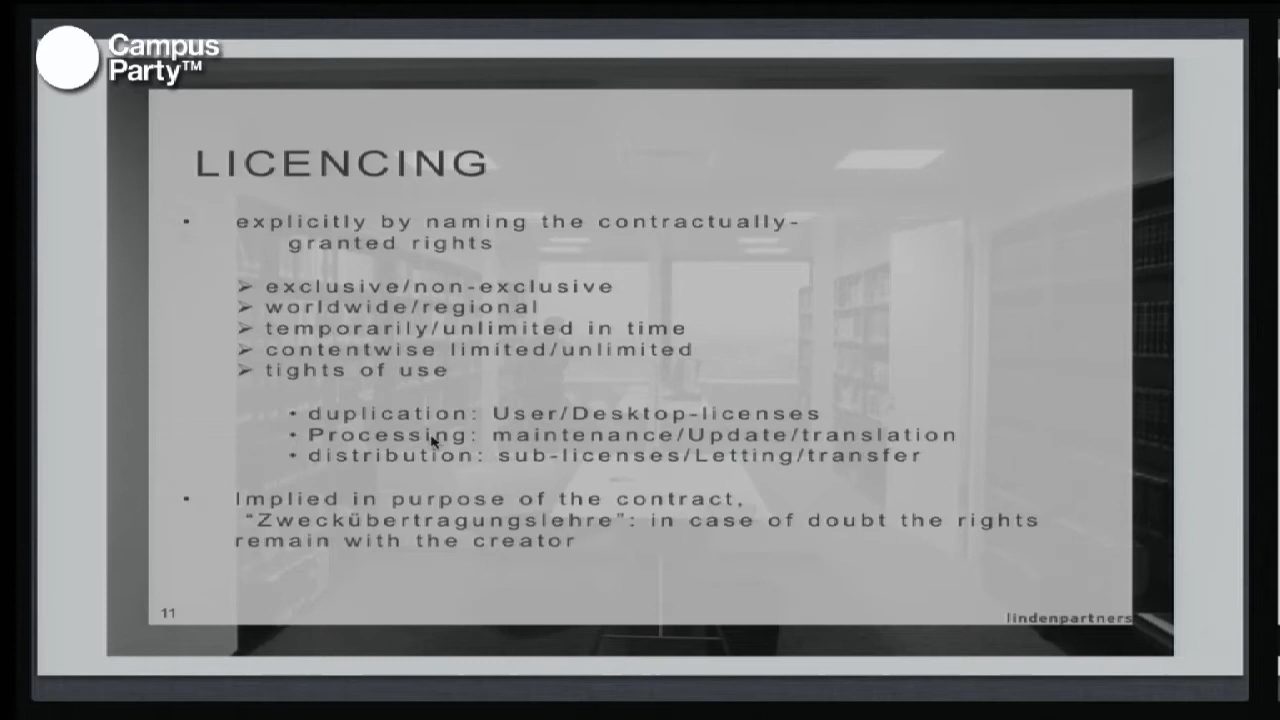 Campus
Party™
LICENCING
• explicitly by naming the contractually-
granted rights
➢ exclusive/non-exclusive
➢ worldwide/regional
➢ temporarily/unlimited in time
➢ contentwise limited/unlimited
➢ tights of use
• duplication: User/Desktop-licenses
• Processing: maintenance/Update/translation
• distribution: sub-licenses/Letting/transfer
• Implied in purpose of the contract,
“Zweckübertragungslehre”: in case of doubt the rights
remain with the creator
11
lindenpartners